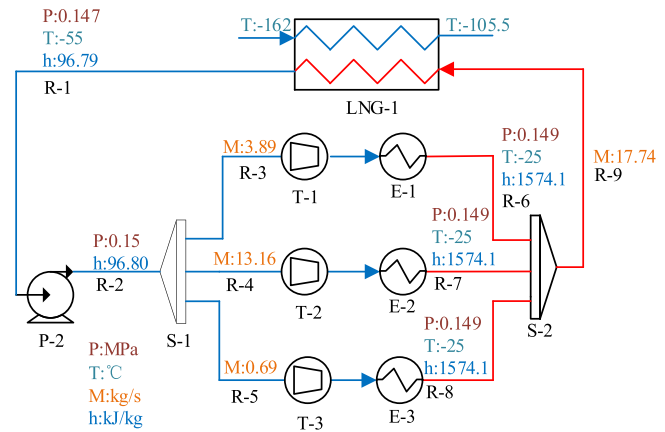 P:0.147
T:-55
h:96.79
R-1
T:-162
T:-105.5
LNG-1
M:3.89
R-3
T-1
E-1
P:0.149
T:-25
h:1574.1
R-6
M:17.74
R-9
P:0.15
h:96.80
R-2
P-2
S-1
M:13.16
R-4
T-2
E-2
P:0.149
T:-25
h:1574.1
R-7
S-2
M:0.69
R-5
T-3
E-3
P:0.149
T:-25
h:1574.1
R-8
P:MPa
T:℃
M:kg/s
h:kJ/kg